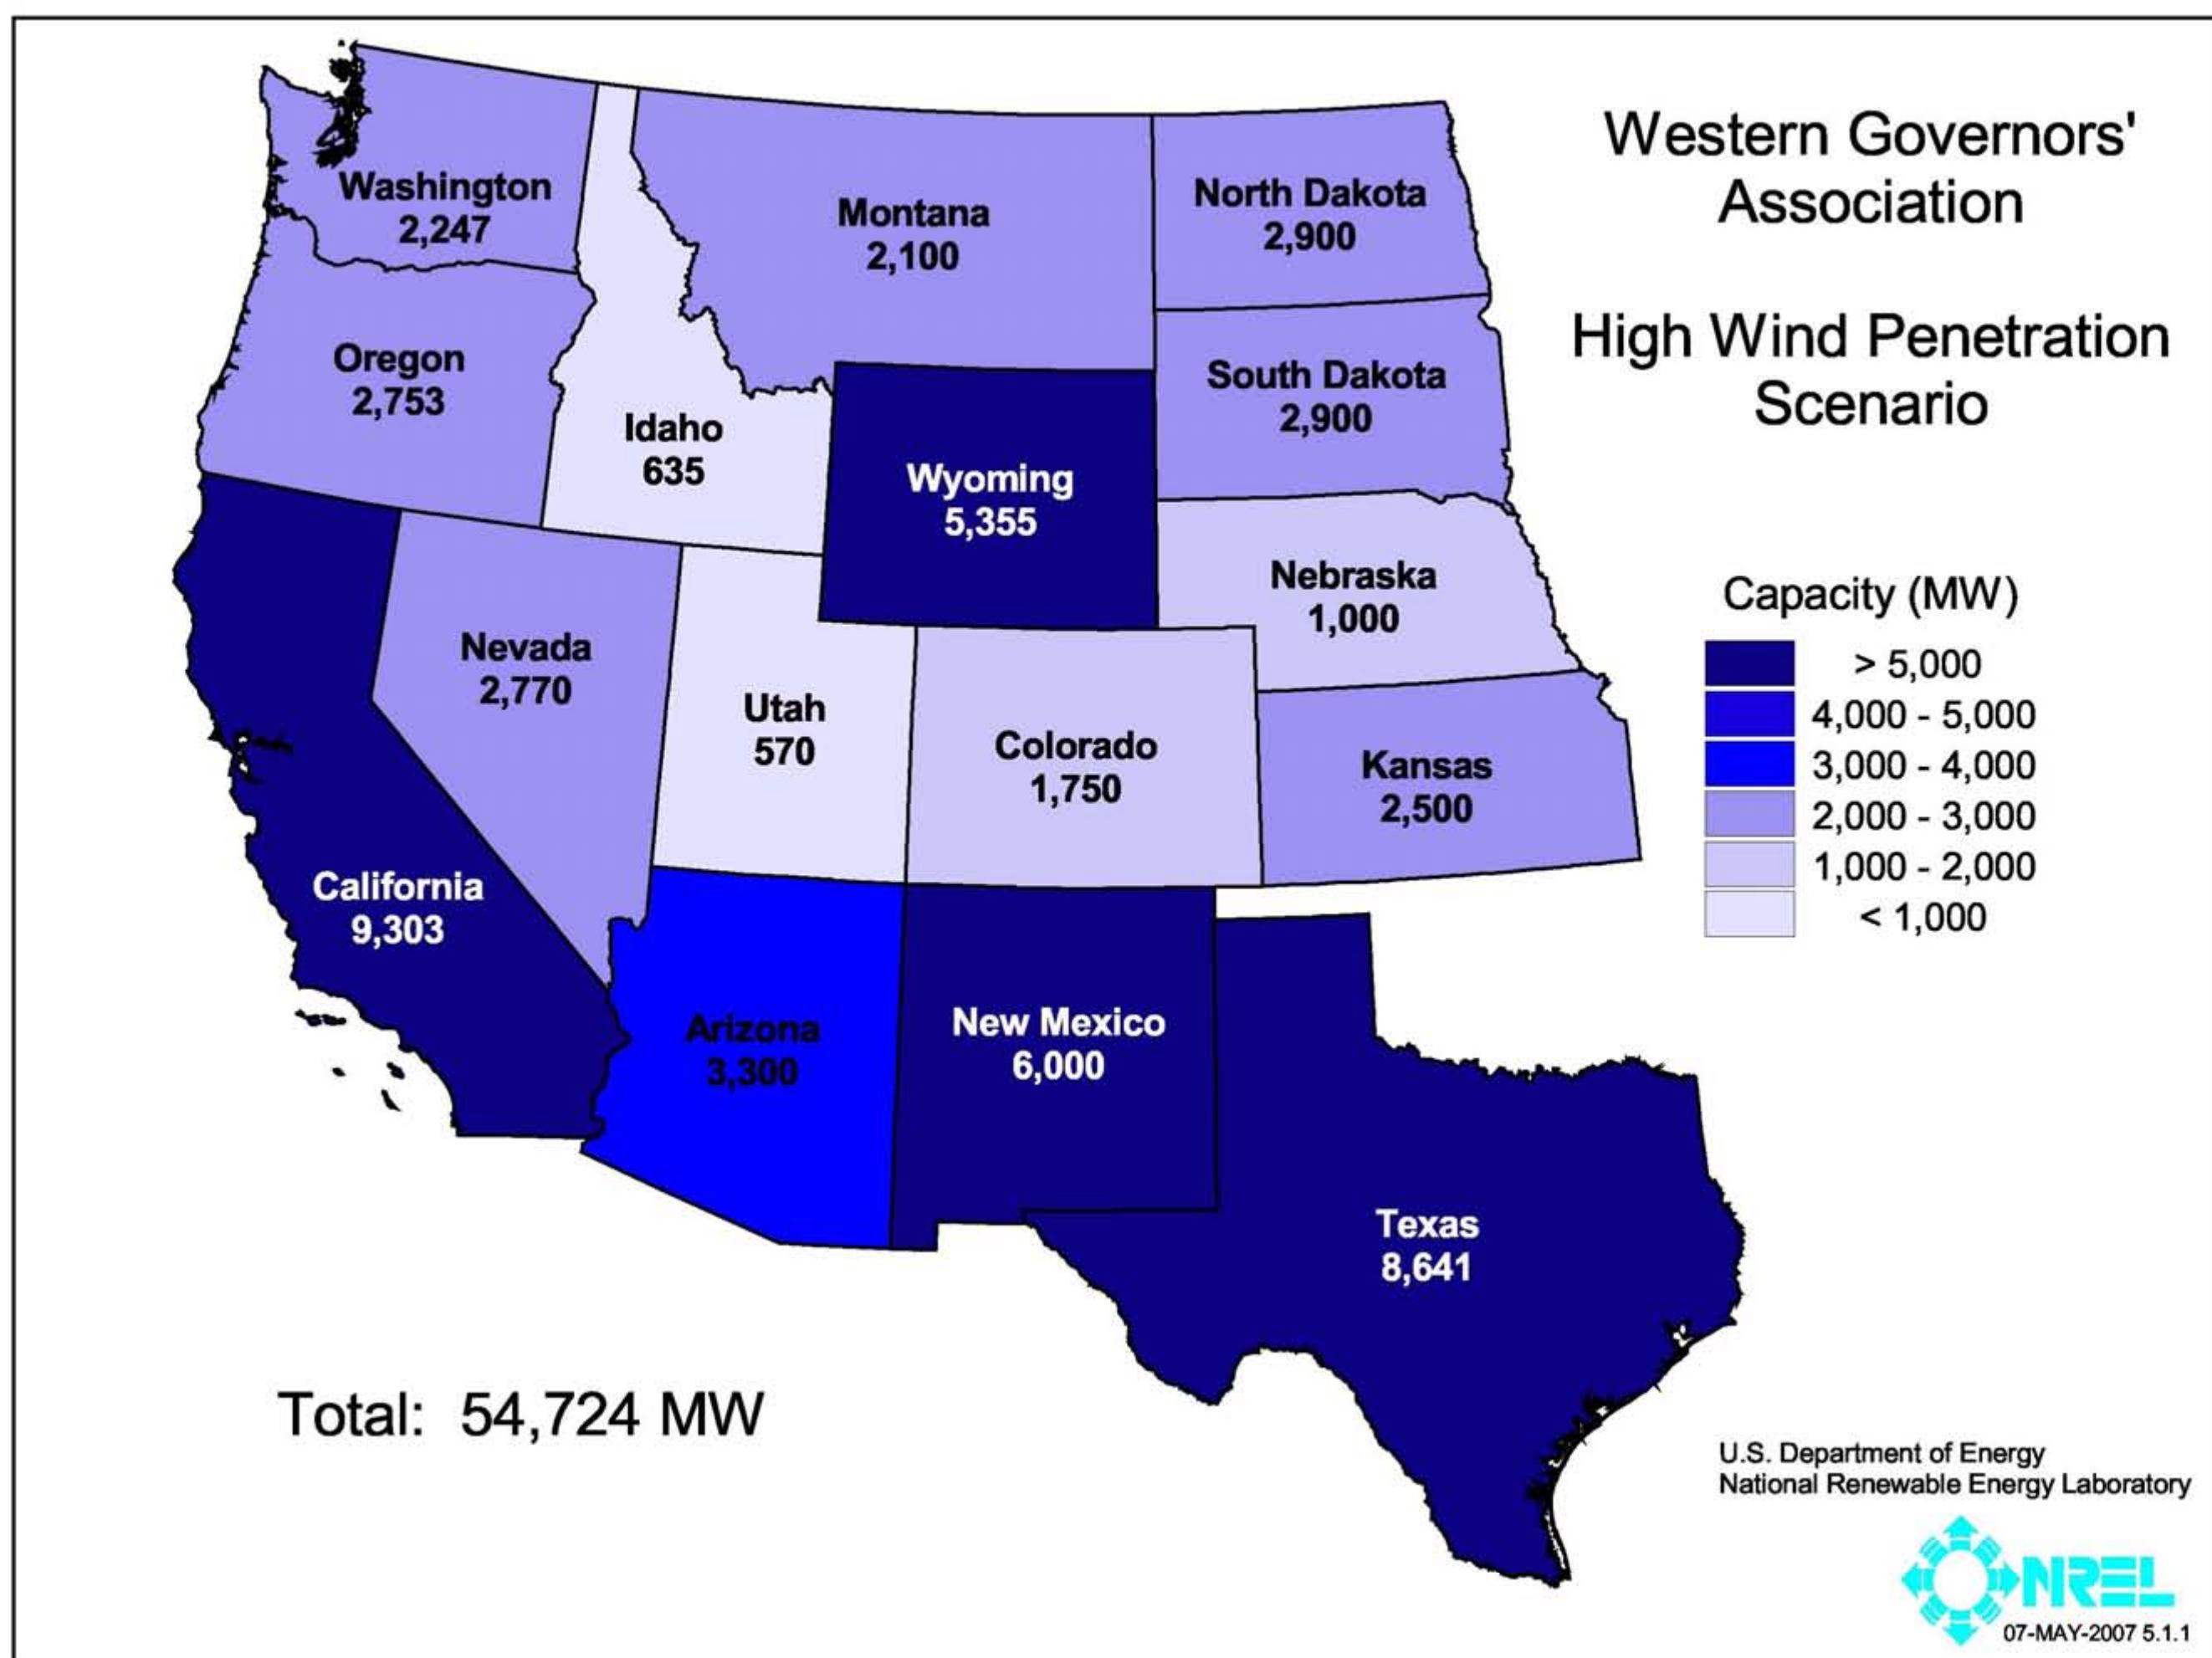 Western Governors'
Association
High Wind Penetration
Scenario
Washington
2,247
Montana
2,100
North Dakota
2,900
Oregon
2,753
Idaho
635
South Dakota
2,900
Wyoming
5,355
Nebraska
1,000
Nevada
2,770
Utah
570
Colorado
1,750
Kansas
2,500
California
9,303
Arizona
3,300
New Mexico
6,000
Texas
8,641
Capacity (MW)
> 5,000
4,000 - 5,000
3,000 - 4,000
2,000 - 3,000
1,000 - 2,000
< 1,000
Total: 54,724 MW
U.S. Department of Energy
National Renewable Energy Laboratory
NREL
07-MAY-2007 5.1.1